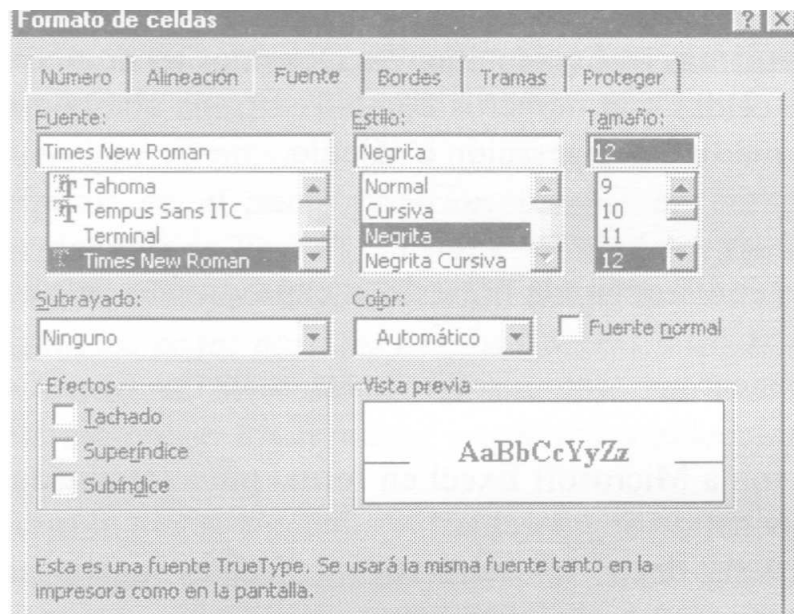 Formato de celdas
Número Alineación Fuente Bordes Tramas Proteger
Fuente: Estilo: Tamaño:
Times New Roman Negrita 12
Tahoma Normal 9
Tempus Sans ITC Cursiva 10
Terminal Negrita 11
Times New Roman Negrita Cursiva 12
Subrayado: Color:
Ninguno Automático Fuente normal
Efectos Vista previa
Tachado
Superíndice AaBbCcYyZz
Subíndice
Esta es una fuente TrueType. Se usará la misma fuente tanto en la
impresora como en la pantalla.